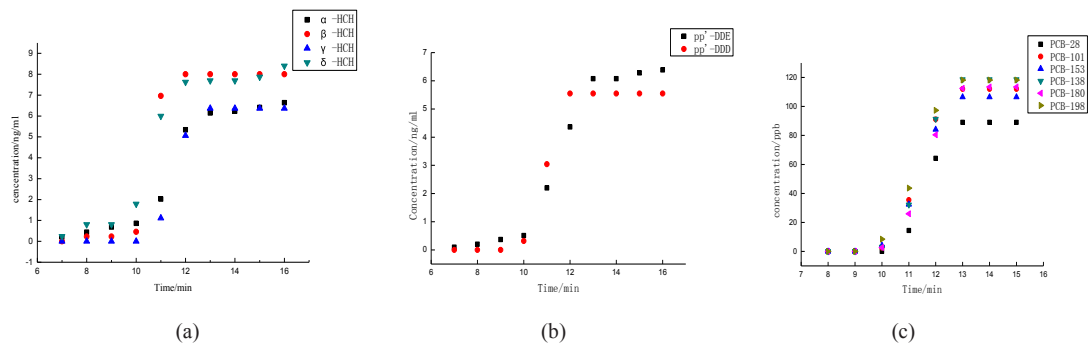 α -HCH
β -HCH
γ -HCH
δ -HCH
9
8
7
6
5
4
3
2
1
0
-1
cencentration/ng/ml
6 8 10 12 14 16
Time/min
(a)
pp'-DDE
pp'-DDD
7
6
5
4
3
2
1
0
Concentration/ng/ml
6 8 10 12 14 16
Time/min
(b)
PCB-28
PCB-101
PCB-153
PCB-138
PCB-180
PCB-198
120
100
80
60
40
20
0
concentration/ppb
7 8 9 10 11 12 13 14 15 16
Time/min
(c)